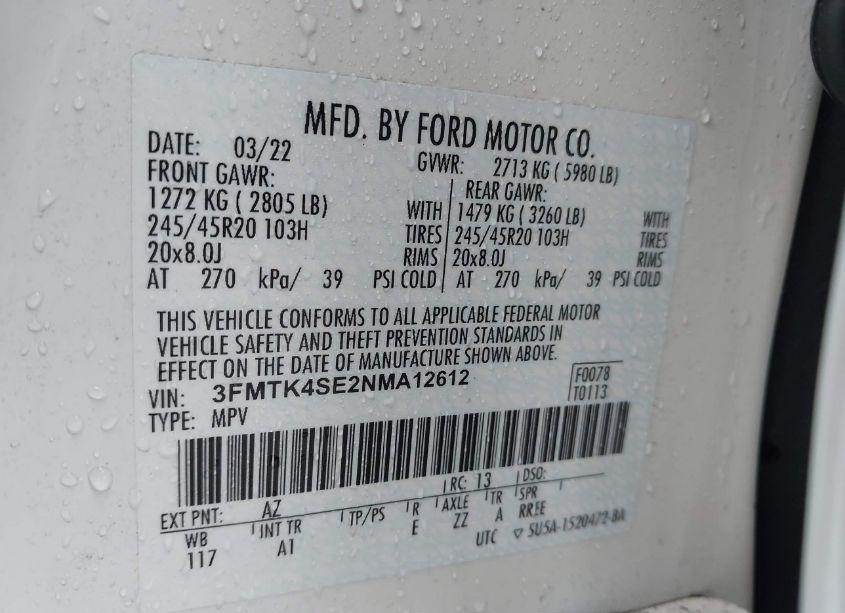 MFD. BY FORD MOTOR CO.
DATE: 03/22 GVWR: 2713 KG ( 5980 LB)
FRONT GAWR: REAR GAWR:
1272 KG ( 2805 LB) WITH 1479 KG ( 3260 LB) WITH
245/45R20 103H TIRES 245/45R20 103H TIRES
20x8.0J RIMS 20x8.0J RIMS
AT 270 kPa/ 39 PSI COLD AT 270 kPa/ 39 PSI COLD
THIS VEHICLE CONFORMS TO ALL APPLICABLE FEDERAL MOTOR
VEHICLE SAFETY AND THEFT PREVENTION STANDARDS IN
EFFECT ON THE DATE OF MANUFACTURE SHOWN ABOVE.
VIN: 3FMTK4SE2NMA12612 F0078
TYPE: MPV T0113
EXT PNT: AZ RC: 13 DSO:
WB INT TR TP/PS R AXLE TR SPR
117 A1 E ZZ A RREE
UTC ▽ SU5A-1520472-BA